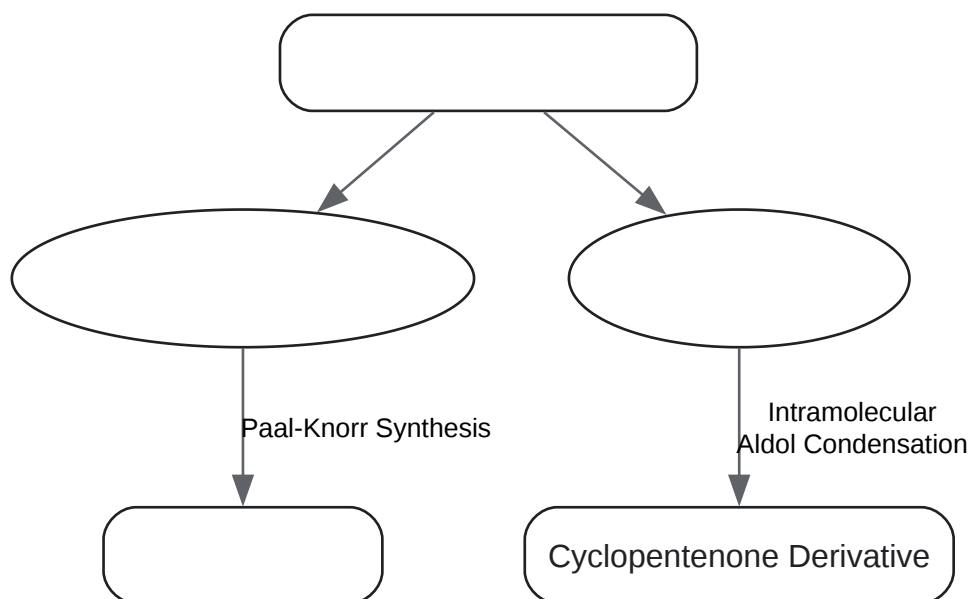 Paal-Knorr Synthesis
Intramolecular
Aldol Condensation
Cyclopentenone Derivative